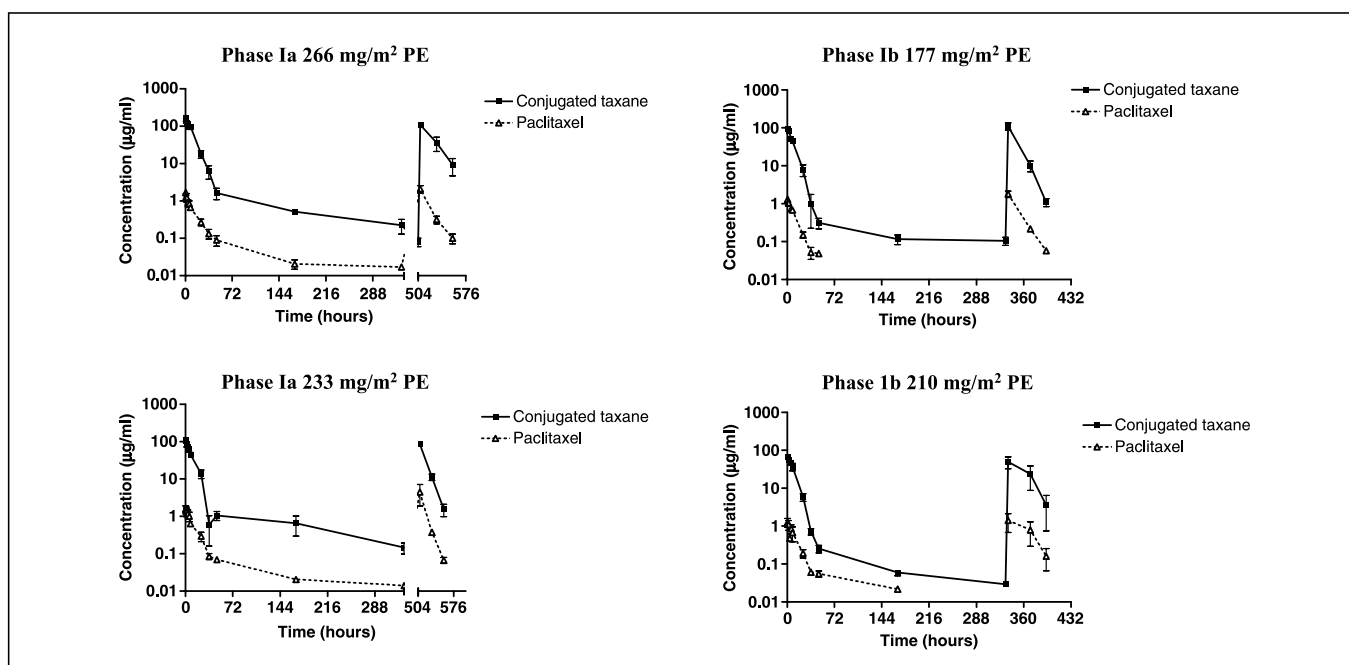 Phase Ia 266 mg/m² PE
Conjugated taxane
Paclitaxel
Concentration (µg/ml)
1000
100
10
1
0.1
0.01
0 72 144 216 288 504 576
Time (hours)
Phase Ib 177 mg/m² PE
Conjugated taxane
Paclitaxel
Concentration (µg/ml)
1000
100
10
1
0.1
0.01
0 72 144 216 288 360 432
Time (hours)
Phase Ia 233 mg/m² PE
Conjugated taxane
Paclitaxel
Concentration (µg/ml)
1000
100
10
1
0.1
0.01
0 72 144 216 288 504 576
Time (hours)
Phase 1b 210 mg/m² PE
Conjugated taxane
Paclitaxel
Concentration (µg/ml)
1000
100
10
1
0.1
0.01
0 72 144 216 288 360 432
Time (hours)